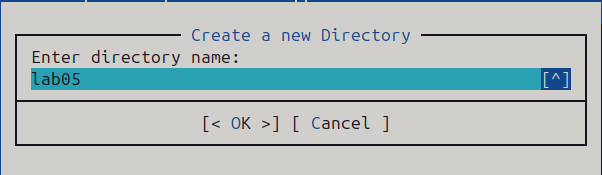 Create a new Directory
Enter directory name:
lab05 [^]
[< OK >] [ Cancel ]